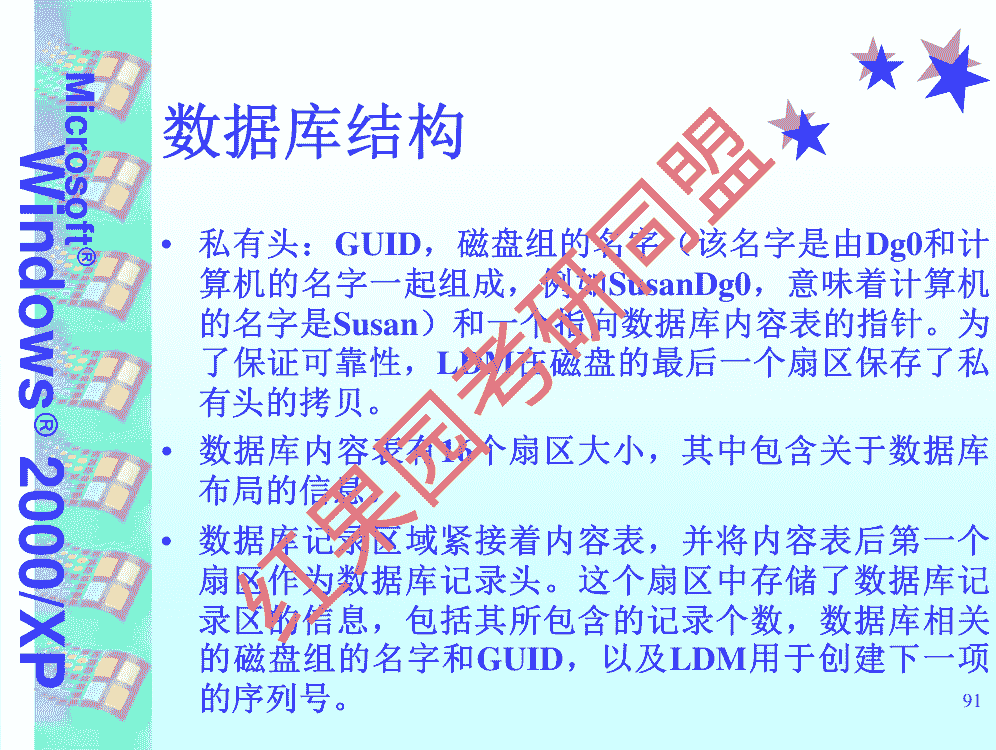 Microsoft®
Windows® 2000/XP
数据库结构
• 私有头：GUID，磁盘组的名字（该名字是由Dg0和计
算机的名字一起组成，例如SusanDg0，意味着计算机
的名字是Susan）和一个指向数据库内容表的指针。为
了保证可靠性，LDM在磁盘的最后一个扇区保存了私
有头的拷贝。
• 数据库内容表有16个扇区大小，其中包含关于数据库
布局的信息。
• 数据库记录区域紧接着内容表，并将内容表后第一个
扇区作为数据库记录头。这个扇区中存储了数据库记
录区的信息，包括其所包含的记录个数，数据库相关
的磁盘组的名字和GUID，以及LDM用于创建下一项
的序列号。
红果园考研同盟
91